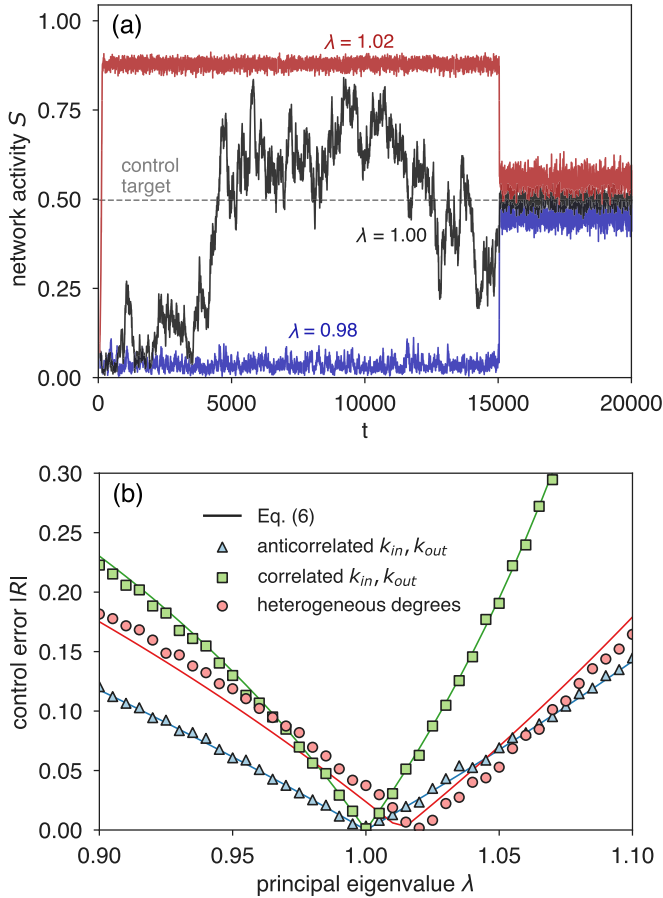 (a)
λ = 1.02
1.00
0.75
0.50
0.25
0.00
network activity S
control
target
λ = 1.00
λ = 0.98
0
5000
10000
15000
20000
t
(b)
0.30
0.25
0.20
0.15
0.10
0.05
0.00
control error |R|
Eq. (6)
anticorrelated k_in, k_out
correlated k_in, k_out
heterogeneous degrees
0.90
0.95
1.00
1.05
1.10
principal eigenvalue λ